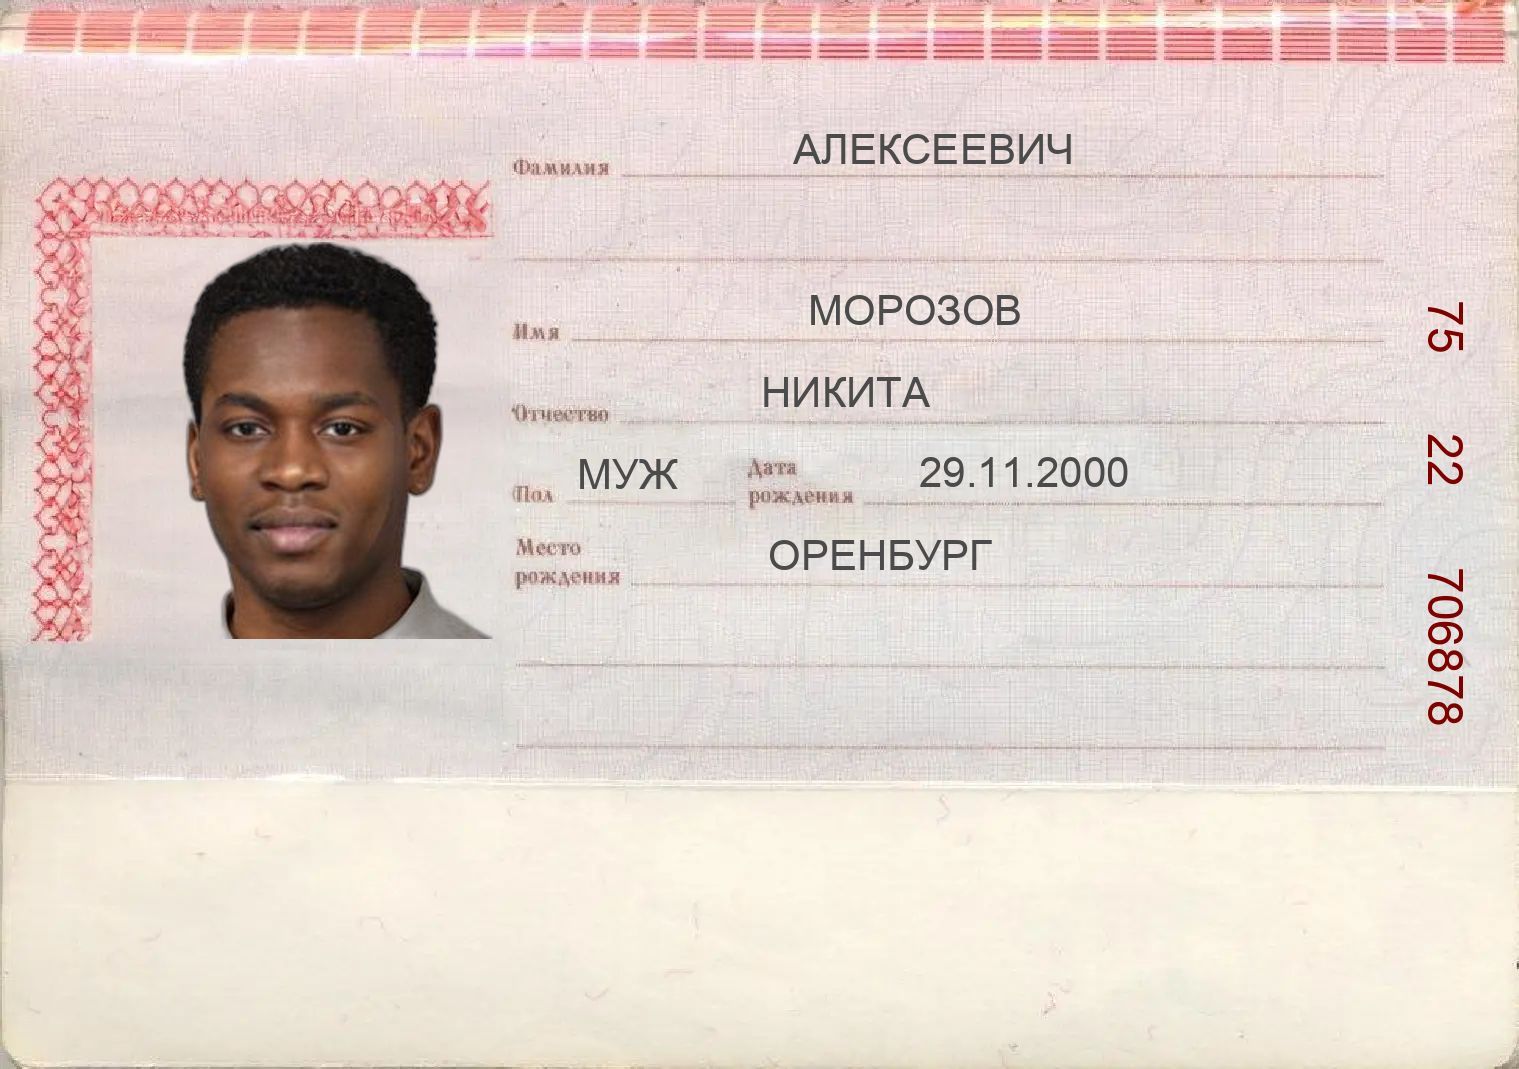 Фамилия АЛЕКСЕЕВИЧ
Имя МОРОЗОВ
Отчество НИКИТА
Пол МУЖ Дата рождения 29.11.2000
Место рождения ОРЕНБУРГ
75 22 706878